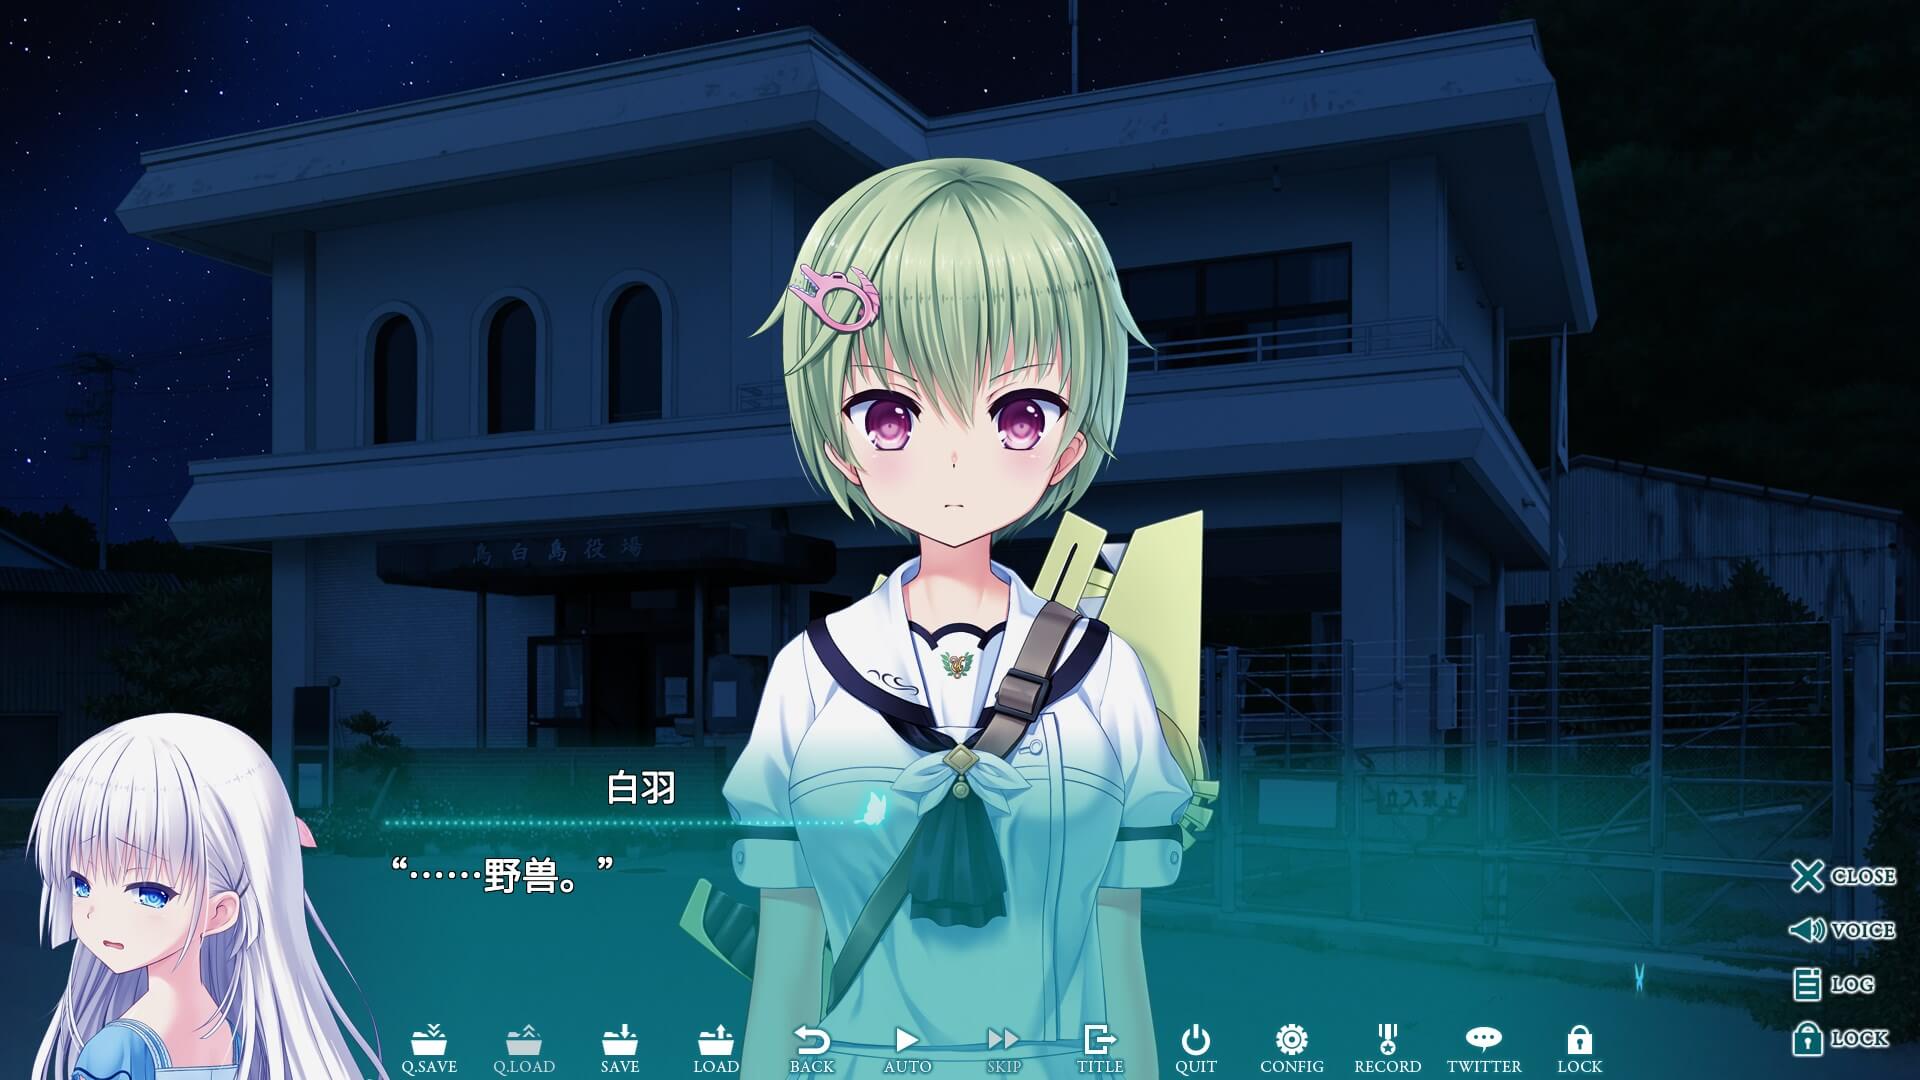 鳥白島役場
立入禁止
白羽
“……野兽。”
CLOSE
VOICE
LOG
LOCK
Q.SAVE
Q.LOAD
SAVE
LOAD
BACK
AUTO
SKIP
TITLE
QUIT
CONFIG
RECORD
TWITTER
LOCK